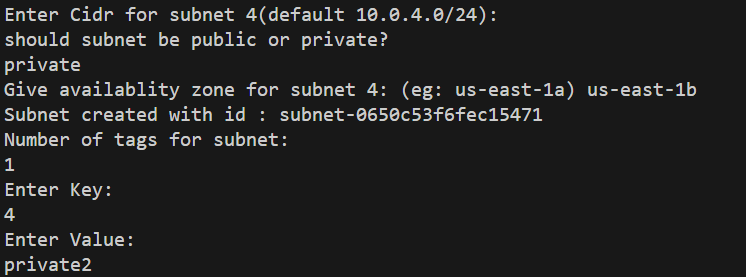 Enter Cidr for subnet 4(default 10.0.4.0/24):
should subnet be public or private?
private
Give availablity zone for subnet 4: (eg: us-east-1a) us-east-1b
Subnet created with id : subnet-0650c53f6fec15471
Number of tags for subnet:
1
Enter Key:
4
Enter Value:
private2